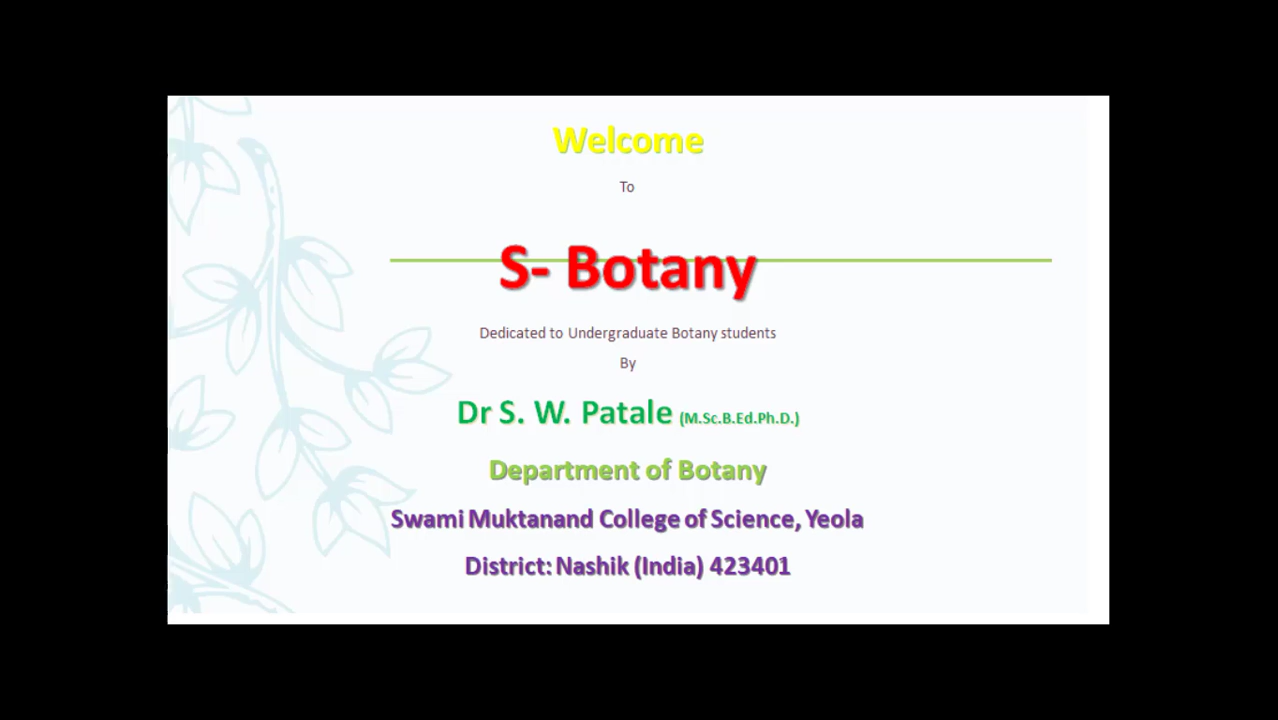 Welcome
To
S- Botany
Dedicated to Undergraduate Botany students
By
Dr S. W. Patale (M.Sc.B.Ed.Ph.D.)
Department of Botany
Swami Muktanand College of Science, Yeola
District: Nashik (India) 423401